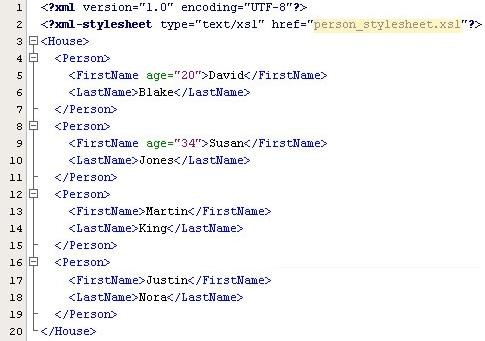 1 <?xml version="1.0" encoding="UTF-8"?>
2 <?xml-stylesheet type="text/xsl" href="person_stylesheet.xsl"?>
3 <House>
4 <Person>
5 <FirstName age="20">David</FirstName>
6 <LastName>Blake</LastName>
7 </Person>
8 <Person>
9 <FirstName age="34">Susan</FirstName>
10 <LastName>Jones</LastName>
11 </Person>
12 <Person>
13 <FirstName>Martin</FirstName>
14 <LastName>King</LastName>
15 </Person>
16 <Person>
17 <FirstName>Justin</FirstName>
18 <LastName>Nora</LastName>
19 </Person>
20 </House>